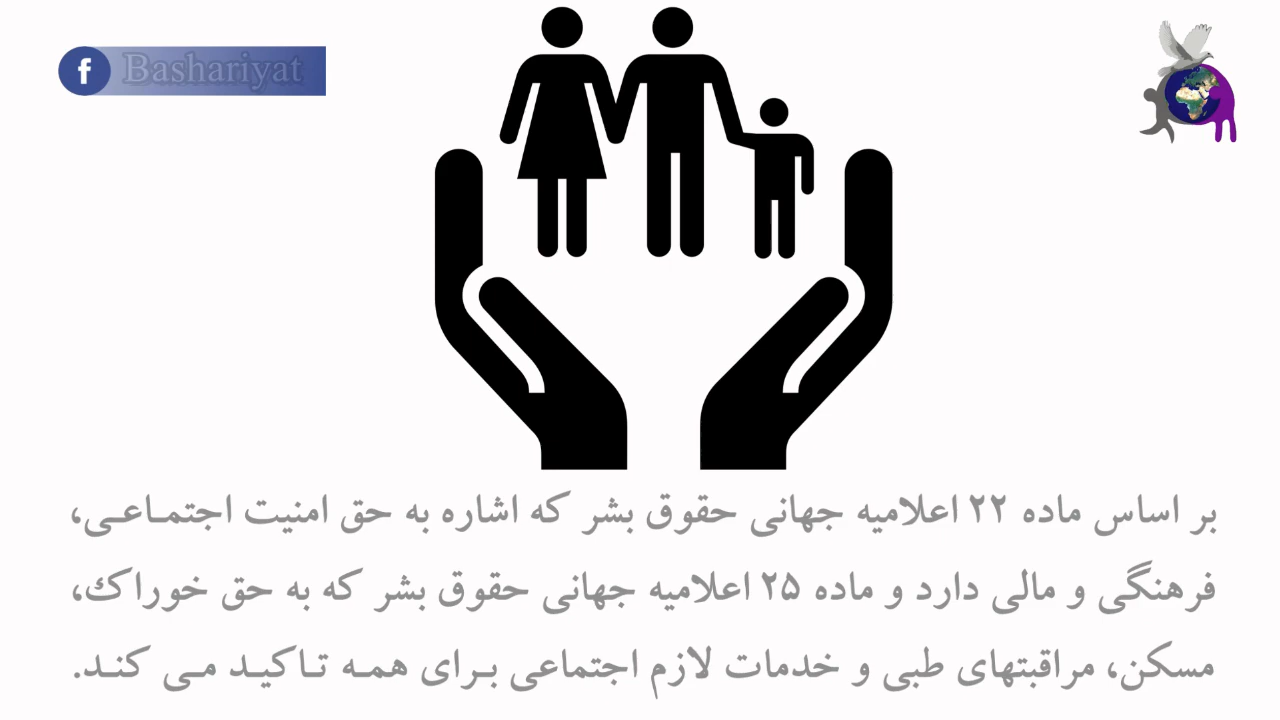 f Bashariyat
بر اساس ماده ۲۲ اعلامیه جهانی حقوق بشر که اشاره به حق امنیت اجتماعی،
فرهنگی و مالی دارد و ماده ۲۵ اعلامیه جهانی حقوق بشر که به حق خوراک،
مسکن، مراقبتهای طبی و خدمات لازم اجتماعی برای همه تاکید می کند.